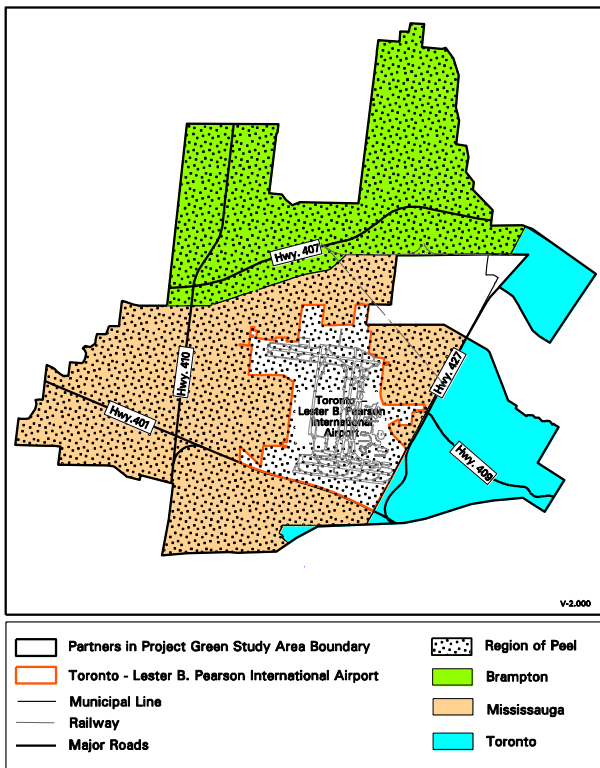 Hwy. 407
Hwy. 410
Hwy. 427
Toronto
Lester B. Pearson
International
Airport
Hwy.401
Hwy. 409
V-2.000
Partners in Project Green Study Area Boundary
Toronto - Lester B. Pearson International Airport
Municipal Line
Railway
Major Roads
Region of Peel
Brampton
Mississauga
Toronto